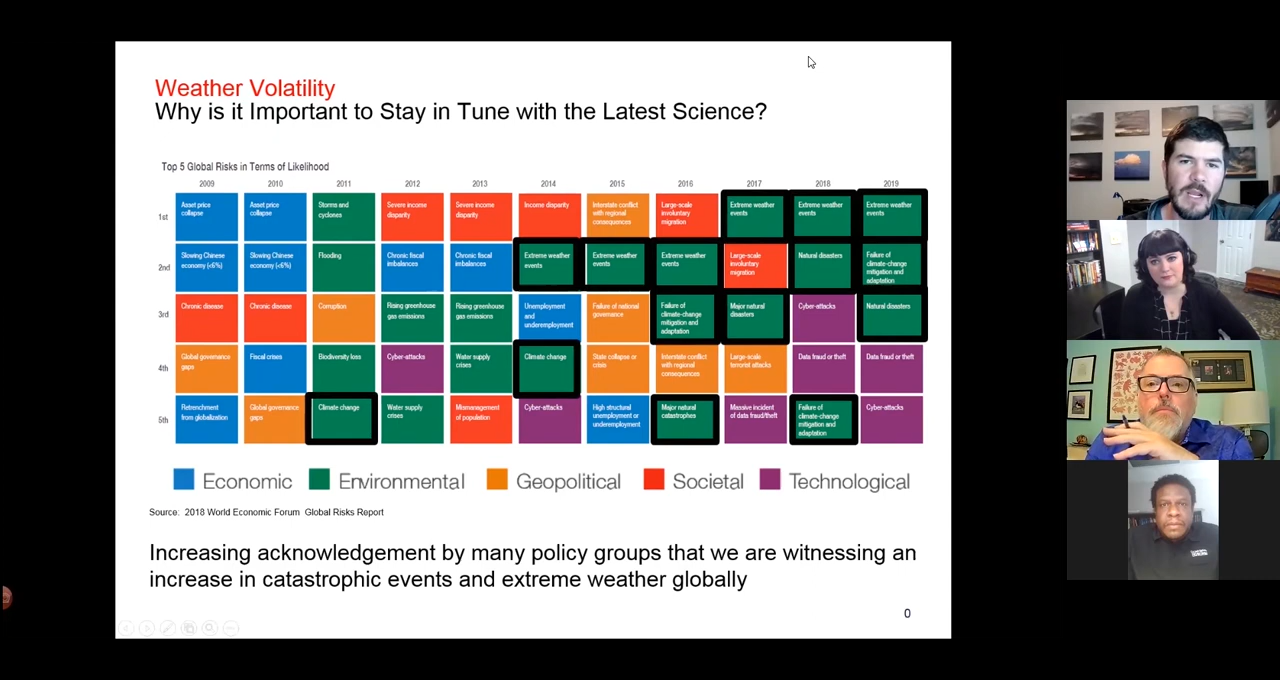 Weather Volatility
Why is it Important to Stay in Tune with the Latest Science?
Top 5 Global Risks in Terms of Likelihood
2009 2010 2011 2012 2013 2014 2015 2016 2017 2018 2019
1st
Asset price
collapse
Asset price
collapse
Storms and
cyclones
Severe income
disparity
Severe income
disparity
Income disparity
Interstate conflict
with regional
consequences
Large-scale
involuntary
migration
Extreme weather
events
Extreme weather
events
Extreme weather
events
2nd
Slowing Chinese
economy (<6%)
Slowing Chinese
economy (<6%)
Flooding
Chronic fiscal
imbalances
Chronic fiscal
imbalances
Extreme weather
events
Extreme weather
events
Extreme weather
events
Large-scale
involuntary
migration
Natural disasters
Failure of
climate-change
mitigation and
adaptation
3rd
Chronic disease
Chronic disease
Corruption
Rising greenhouse
gas emissions
Rising greenhouse
gas emissions
Unemployment
and
underemployment
Failure of national
governance
Failure of
climate-change
mitigation and
adaptation
Major natural
disasters
Cyber-attacks
Natural disasters
4th
Global governance
gaps
Fiscal crises
Biodiversity loss
Cyber-attacks
Water supply
crises
Climate change
State collapse or
crisis
Interstate conflict
with regional
consequences
Large-scale
terrorist attacks
Data fraud or theft
Data fraud or theft
5th
Retrenchment
from globalization
Global governance
gaps
Climate change
Water supply
crises
Mismanagement
of population
Cyber-attacks
High structural
unemployment or
underemployment
Major natural
catastrophes
Massive incident
of data fraud/theft
Failure of
climate-change
mitigation and
adaptation
Cyber-attacks
Economic Environmental Geopolitical Societal Technological
Source: 2018 World Economic Forum Global Risks Report
Increasing acknowledgement by many policy groups that we are witnessing an
increase in catastrophic events and extreme weather globally
0